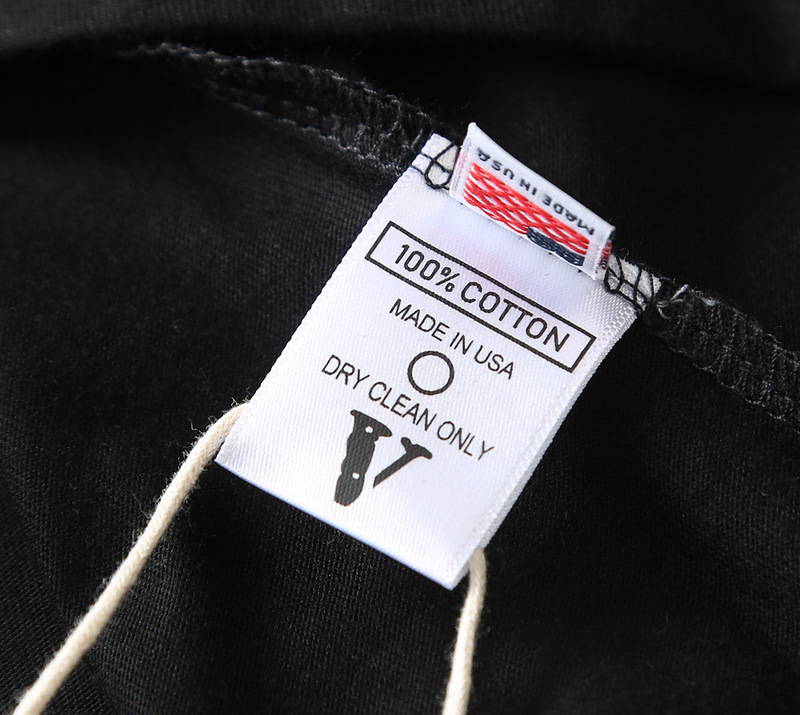 MADE IN USA
100% COTTON
MADE IN USA
DRY CLEAN ONLY
V